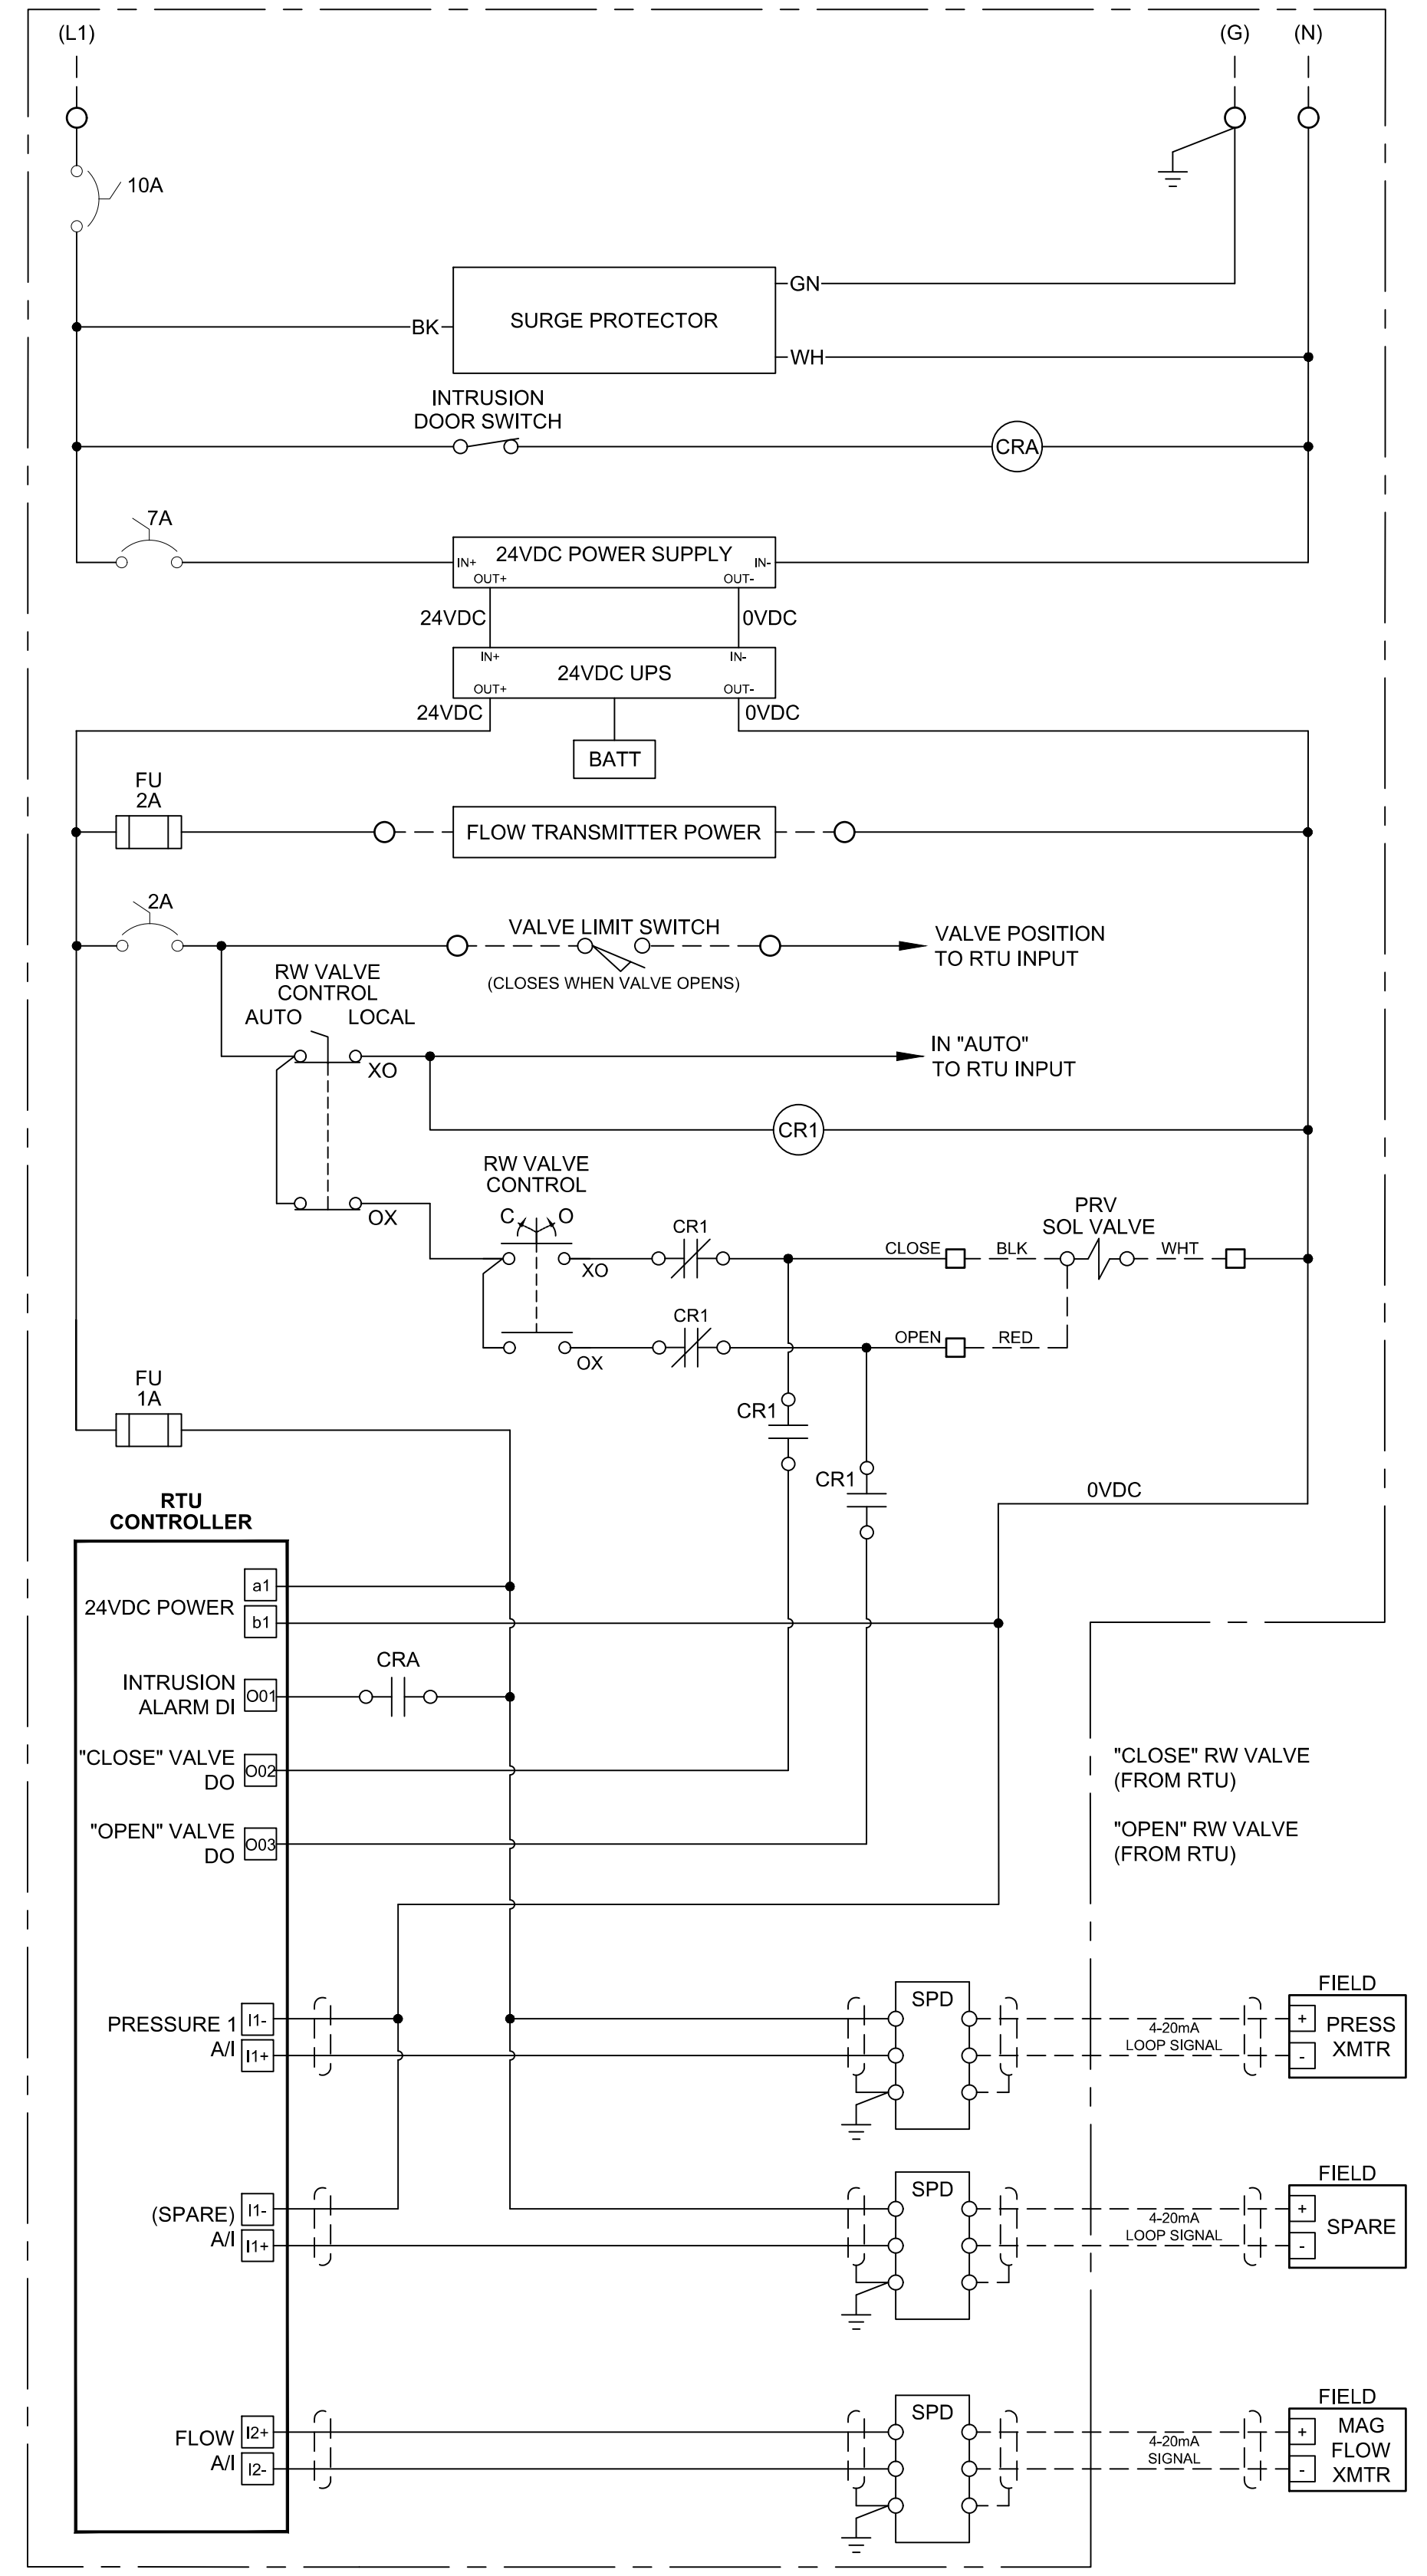 (L1)
(G)
(N)
10A
GN
SURGE PROTECTOR
BK
WH
INTRUSION
DOOR SWITCH
CRA
7A
24VDC POWER SUPPLY
IN+
IN-
OUT+
OUT-
24VDC
0VDC
IN+
IN-
24VDC UPS
OUT+
OUT-
24VDC
0VDC
BATT
FU
2A
FLOW TRANSMITTER POWER
2A
VALVE LIMIT SWITCH
(CLOSES WHEN VALVE OPENS)
VALVE POSITION
TO RTU INPUT
RW VALVE
CONTROL
AUTO
LOCAL
XO
IN "AUTO"
TO RTU INPUT
CR1
OX
RW VALVE
CONTROL
C
O
XO
CR1
CLOSE
BLK
PRV
SOL VALVE
WHT
OX
CR1
OPEN
RED
FU
1A
CR1
CR1
0VDC
RTU
CONTROLLER
24VDC POWER
a1
b1
INTRUSION
ALARM DI
O01
CRA
"CLOSE" VALVE
DO
O02
"CLOSE" RW VALVE
(FROM RTU)
"OPEN" VALVE
DO
O03
"OPEN" RW VALVE
(FROM RTU)
PRESSURE 1
A/I
I1-
I1+
SPD
4-20mA
LOOP SIGNAL
FIELD
+
-
PRESS
XMTR
(SPARE)
A/I
I1-
I1+
SPD
4-20mA
LOOP SIGNAL
FIELD
+
-
SPARE
FLOW
A/I
I2+
I2-
SPD
4-20mA
SIGNAL
FIELD
+
-
MAG
FLOW
XMTR